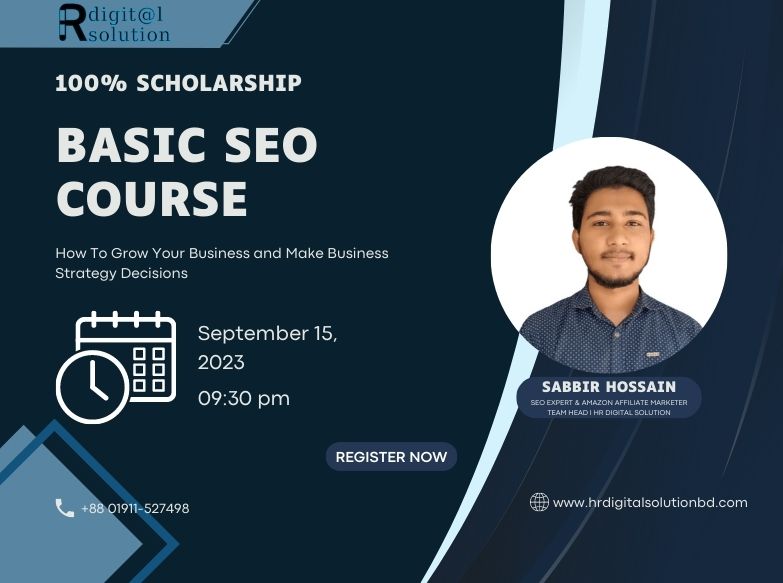 digit@l
Rsolution
100% SCHOLARSHIP
BASIC SEO
COURSE
How To Grow Your Business and Make Business
Strategy Decisions
September 15,
2023
09:30 pm
SABBIR HOSSAIN
SEO EXPERT & AMAZON AFFILIATE MARKETER
TEAM HEAD I HR DIGITAL SOLUTION
REGISTER NOW
+88 01911-527498
www.hrdigitalsolutionbd.com